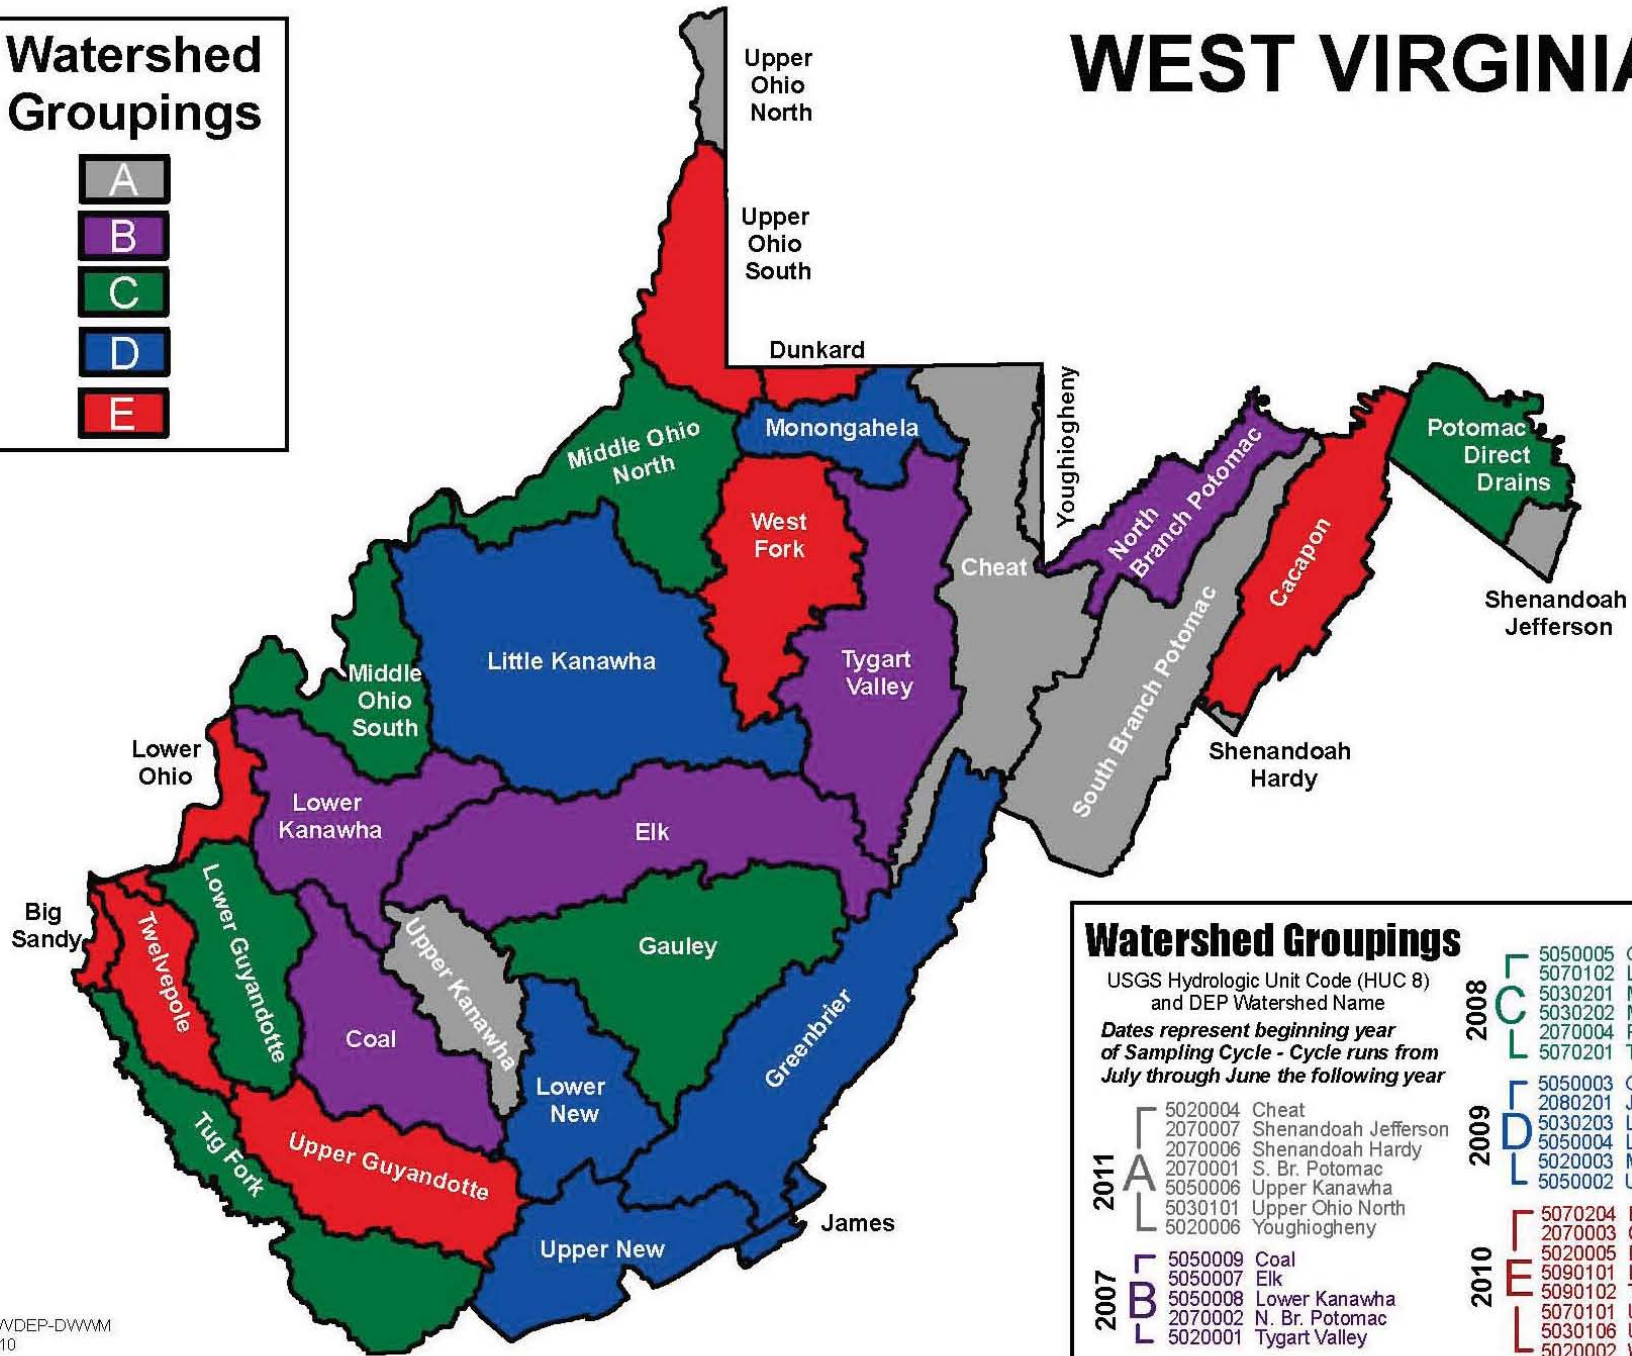 Watershed
Groupings
A
B
C
D
E
WEST VIRGINIA
Upper
Ohio
North
Upper
Ohio
South
Dunkard
Youghiogheny
Monongahela
Middle Ohio
North
West
Fork
Cheat
North
Branch Potomac
Potomac
Direct
Drains
Cacapon
Shenandoah
Jefferson
Little Kanawha
Tygart
Valley
South Branch Potomac
Middle
Ohio
South
Shenandoah
Hardy
Lower
Ohio
Lower
Kanawha
Elk
Big
Sandy
Twelvepole
Lower Guyandotte
Upper Kanawha
Gauley
Coal
Greenbrier
Lower
New
Tug Fork
Upper Guyandotte
James
Upper New
Watershed Groupings
USGS Hydrologic Unit Code (HUC 8)
and DEP Watershed Name
Dates represent beginning year
of Sampling Cycle - Cycle runs from
July through June the following year
2011
A
5020004 Cheat
2070007 Shenandoah Jefferson
2070006 Shenandoah Hardy
2070001 S. Br. Potomac
5050006 Upper Kanawha
5030101 Upper Ohio North
5020006 Youghiogheny
2007
B
5050009 Coal
5050007 Elk
5050008 Lower Kanawha
2070002 N. Br. Potomac
5020001 Tygart Valley
2008
C
5050005
5070102
5030201
5030202
2070004
5070201
2009
D
5050003
2080201
5030203
5050004
5020003
5050002
2010
E
5070204
2070003
5020005
5090101
5090102
5070101
5030106
5020002
VDEP-DWWM
10